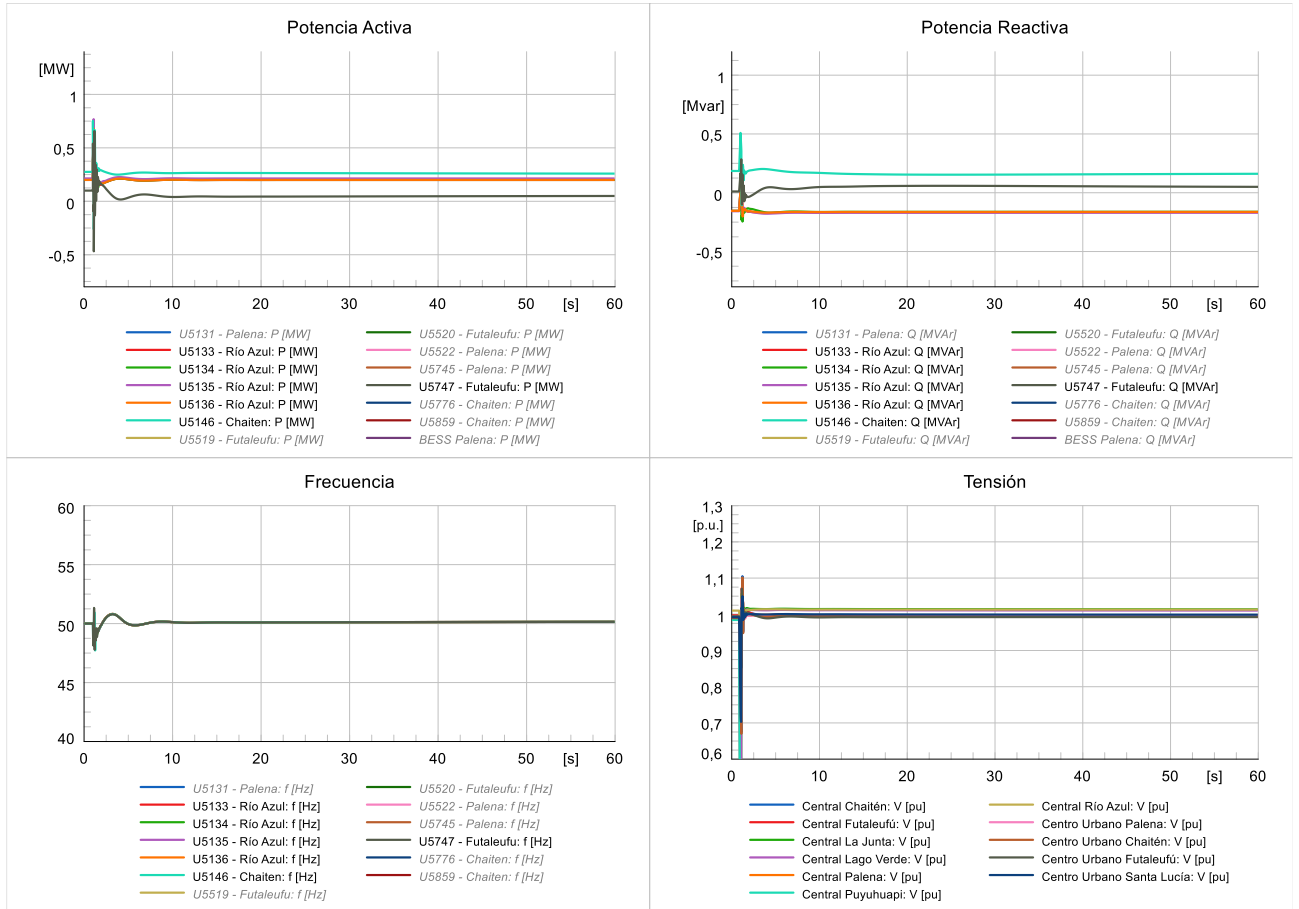 Potencia Activa
[MW]
1
0,5
0
-0,5
0 10 20 30 40 [s] 60
U5131 - Palena: P [MW]
U5133 - Río Azul: P [MW]
U5134 - Río Azul: P [MW]
U5135 - Río Azul: P [MW]
U5136 - Río Azul: P [MW]
U5146 - Chaiten: P [MW]
U5519 - Futaleufu: P [MW]
U5520 - Futaleufu: P [MW]
U5522 - Palena: P [MW]
U5745 - Palena: P [MW]
U5747 - Futaleufu: P [MW]
U5776 - Chaiten: P [MW]
U5859 - Chaiten: P [MW]
BESS Palena: P [MW]
Potencia Reactiva
1
[Mvar]
0,5
0
-0,5
0 10 20 30 40 [s] 60
U5131 - Palena: Q [MVAr]
U5133 - Río Azul: Q [MVAr]
U5134 - Río Azul: Q [MVAr]
U5135 - Río Azul: Q [MVAr]
U5136 - Río Azul: Q [MVAr]
U5146 - Chaiten: Q [MVAr]
U5519 - Futaleufu: Q [MVAr]
U5520 - Futaleufu: Q [MVAr]
U5522 - Palena: Q [MVAr]
U5745 - Palena: Q [MVAr]
U5747 - Futaleufu: Q [MVAr]
U5776 - Chaiten: Q [MVAr]
U5859 - Chaiten: Q [MVAr]
BESS Palena: Q [MVAr]
Frecuencia
60
55
50
45
40
0 10 20 30 40 [s] 60
U5131 - Palena: f [Hz]
U5133 - Río Azul: f [Hz]
U5134 - Río Azul: f [Hz]
U5135 - Río Azul: f [Hz]
U5136 - Río Azul: f [Hz]
U5146 - Chaiten: f [Hz]
U5519 - Futaleufu: f [Hz]
U5520 - Futaleufu: f [Hz]
U5522 - Palena: f [Hz]
U5745 - Palena: f [Hz]
U5747 - Futaleufu: f [Hz]
U5776 - Chaiten: f [Hz]
U5859 - Chaiten: f [Hz]
Tensión
1,3
[p.u.]
1,2
1,1
1
0,9
0,8
0,7
0,6
0 10 20 30 40 [s] 60
Central Chaitén: V [pu]
Central Futaleufú: V [pu]
Central La Junta: V [pu]
Central Lago Verde: V [pu]
Central Palena: V [pu]
Central Puyuhuapi: V [pu]
Central Río Azul: V [pu]
Centro Urbano Palena: V [pu]
Centro Urbano Chaitén: V [pu]
Centro Urbano Futaleufú: V [pu]
Centro Urbano Santa Lucía: V [pu]